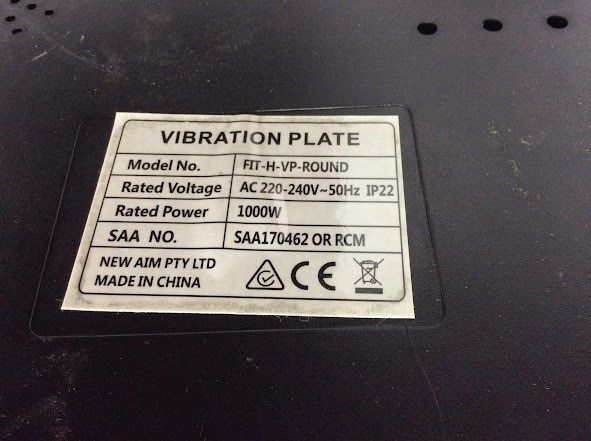 VIBRATION PLATE
Model No. FIT-H-VP-ROUND
Rated Voltage AC 220-240V~50Hz IP22
Rated Power 1000W
SAA NO. SAA170462 OR RCM
NEW AIM PTY LTD
MADE IN CHINA CE